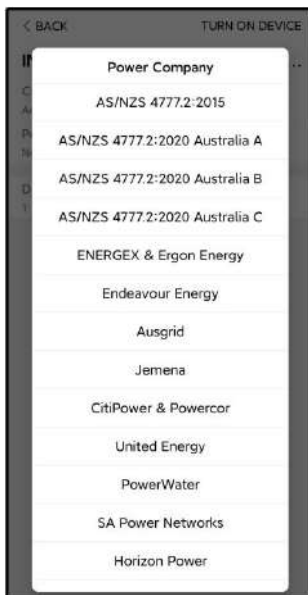 < BACK TURN ON DEVICE
Power Company
AS/NZS 4777.2:2015
AS/NZS 4777.2:2020 Australia A
AS/NZS 4777.2:2020 Australia B
AS/NZS 4777.2:2020 Australia C
ENERGEX & Ergon Energy
Endeavour Energy
Ausgrid
Jemena
CitiPower & Powercor
United Energy
PowerWater
SA Power Networks
Horizon Power